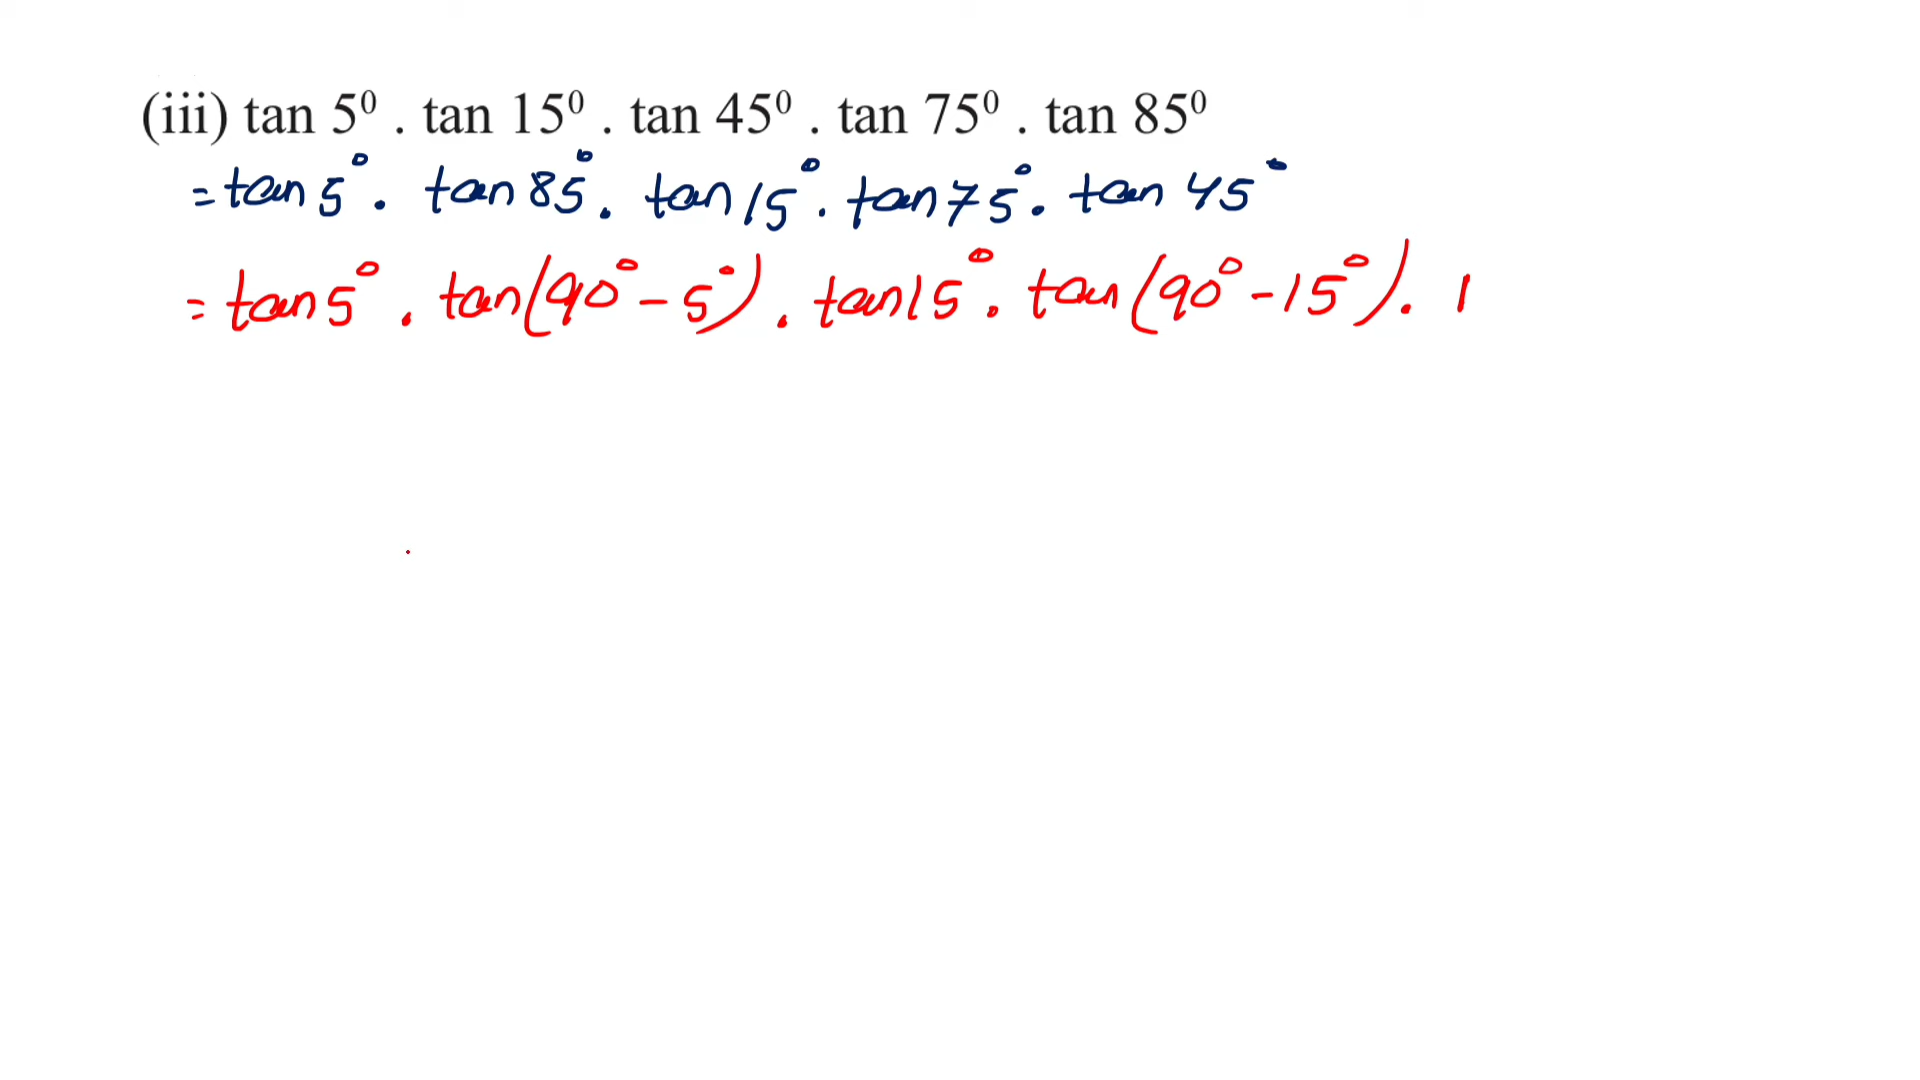 (iii) tan 5⁰ . tan 15⁰ . tan 45⁰ . tan 75⁰ . tan 85⁰
= tan 5° . tan 85° . tan 15° . tan 75° . tan 45°
= tan 5° . tan(90° - 5°) . tan 15° . tan(90° - 15°) . 1